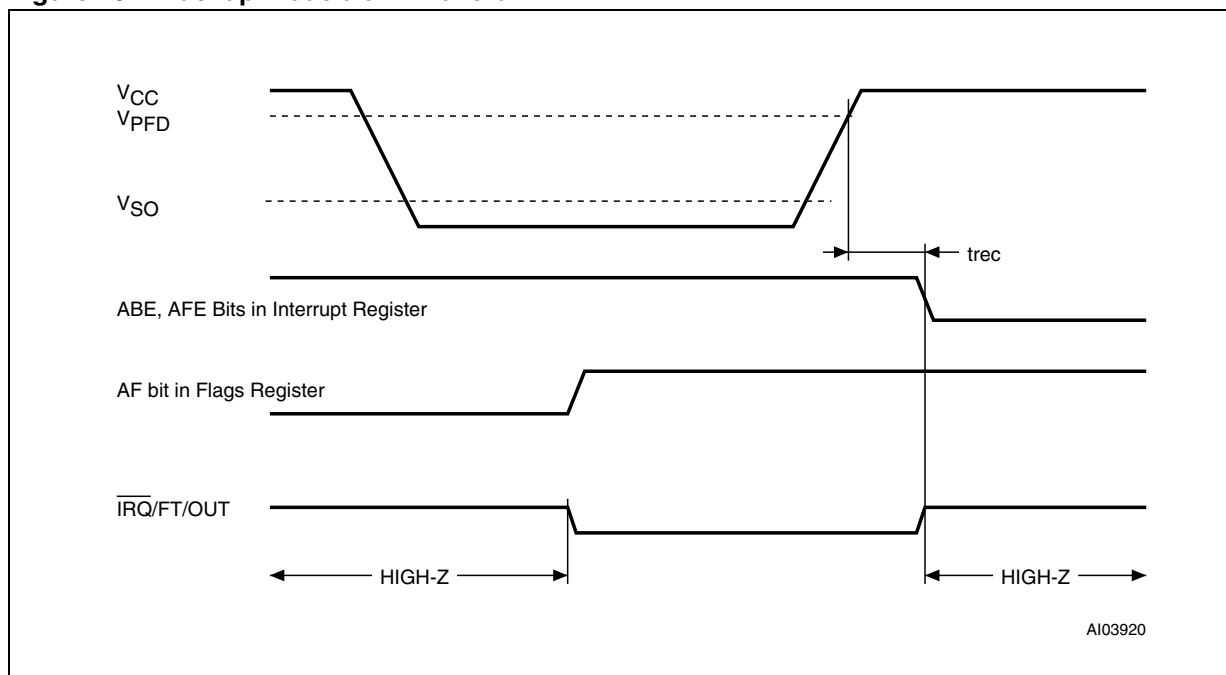 VCC
VPFD
VSO
trec
ABE, AFE Bits in Interrupt Register
AF bit in Flags Register
IRQ/FT/OUT
HIGH-Z
HIGH-Z
AI03920